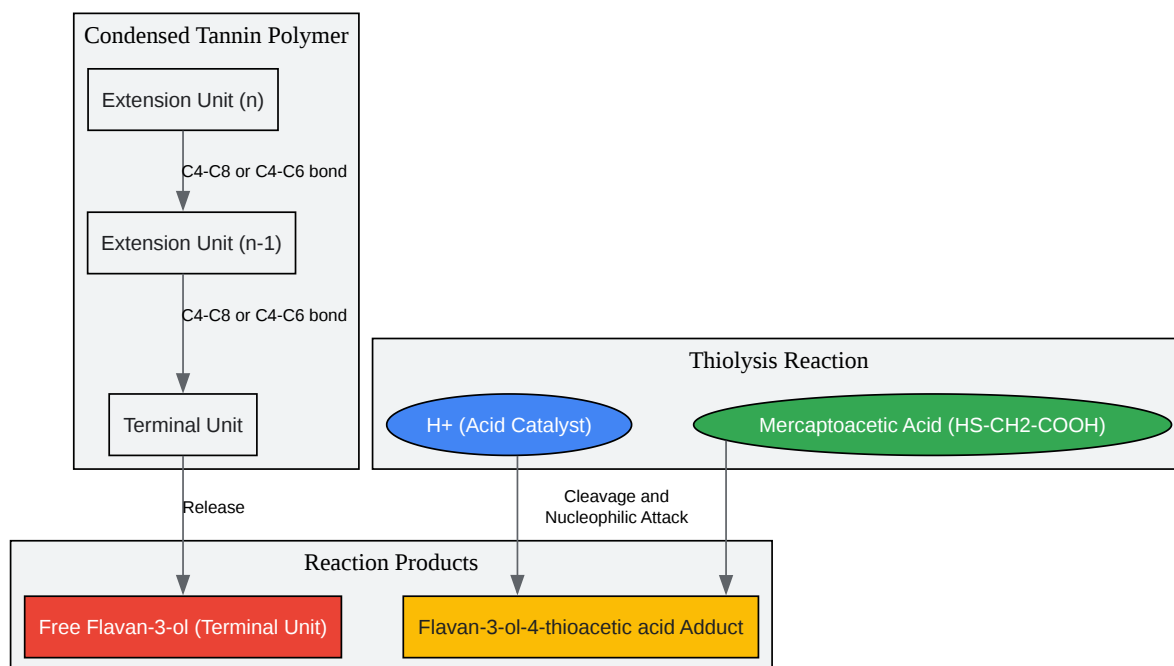 Condensed Tannin Polymer
Extension Unit (n)
C4-C8 or C4-C6 bond
Extension Unit (n-1)
C4-C8 or C4-C6 bond
Terminal Unit
Thiolysis Reaction
H+ (Acid Catalyst)
Mercaptoacetic Acid (HS-CH2-COOH)
Release
Cleavage and
Nucleophilic Attack
Reaction Products
Free Flavan-3-ol (Terminal Unit)
Flavan-3-ol-4-thioacetic acid Adduct